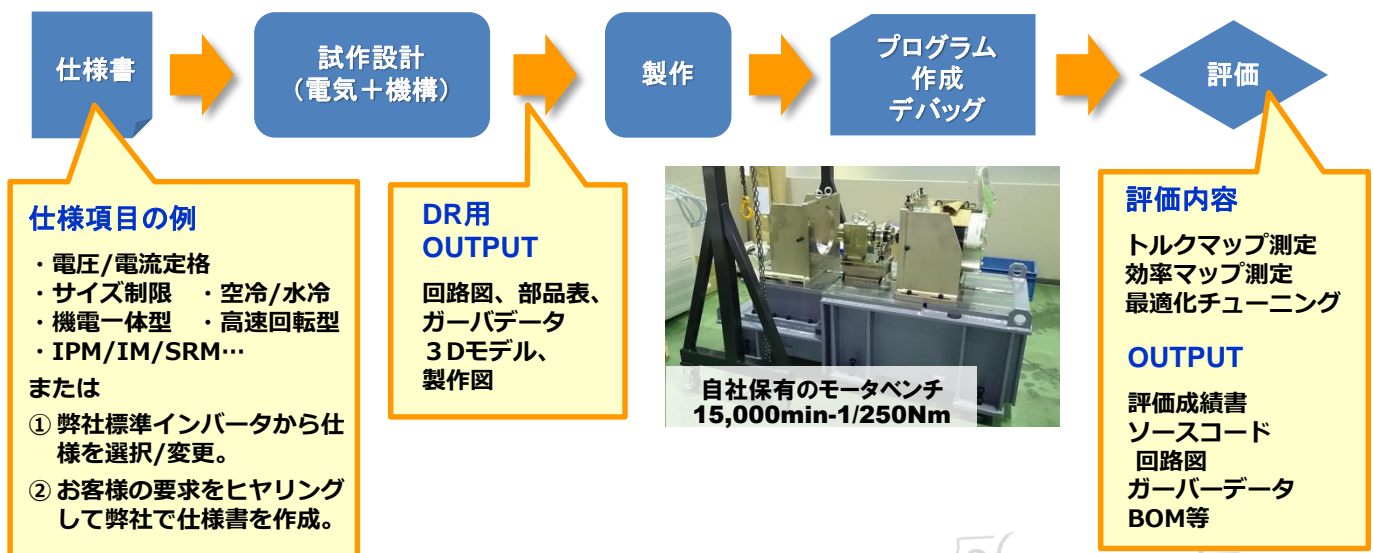 仕様書
試作設計
（電気＋機構）
製作
プログラム
作成
デバッグ
評価
仕様項目の例
・電圧/電流定格
・サイズ制限　・空冷/水冷
・機電一体型　・高速回転型
・IPM/IM/SRM…
または
① 弊社標準インバータから仕
様を選択/変更。
② お客様の要求をヒヤリング
して弊社で仕様書を作成。
DR用
OUTPUT
回路図、部品表、
ガーバデータ
３Dモデル、
製作図
自社保有のモータベンチ
15,000min-1/250Nm
評価内容
トルクマップ測定
効率マップ測定
最適化チューニング
OUTPUT
評価成績書
ソースコード
回路図
ガーバーデータ
BOM等